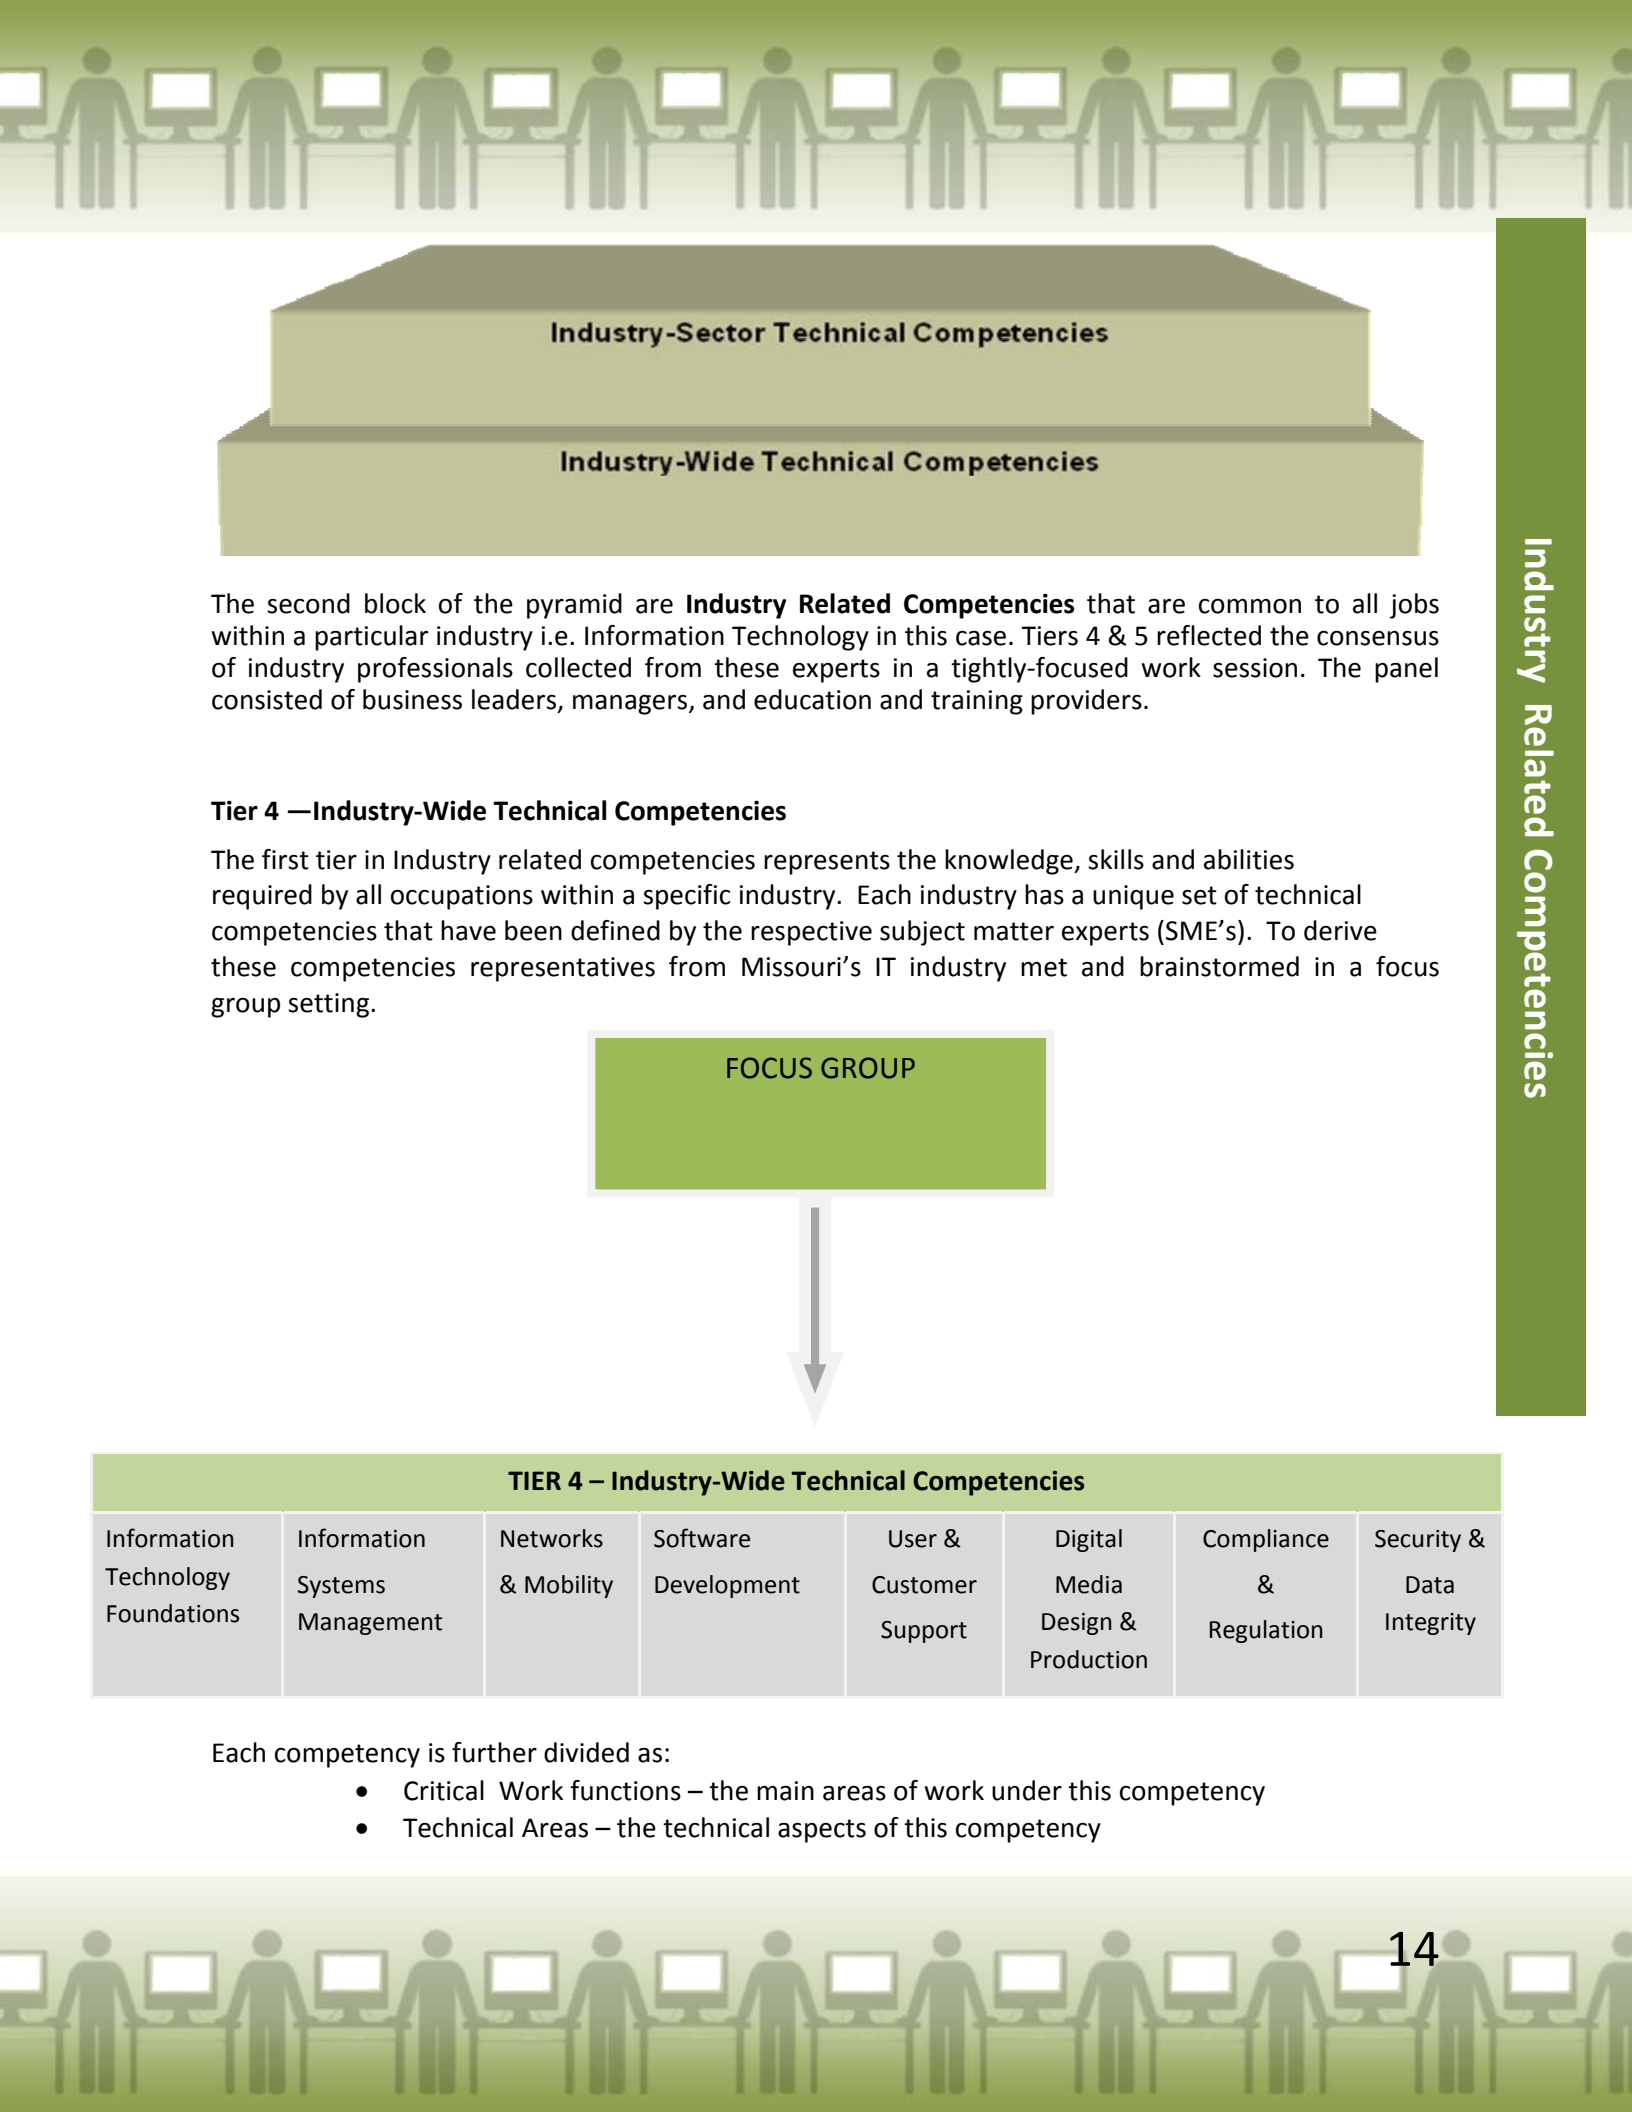 Industry-Sector Technical Competencies
Industry-Wide Technical Competencies
The second block of the pyramid are Industry Related Competencies that are common to all jobs
within a particular industry i.e. Information Technology in this case. Tiers 4 & 5 reflected the consensus
of industry professionals collected from these experts in a tightly-focused work session. The panel
consisted of business leaders, managers, and education and training providers.
Tier 4 —Industry-Wide Technical Competencies
The first tier in Industry related competencies represents the knowledge, skills and abilities
required by all occupations within a specific industry.  Each industry has a unique set of technical
competencies that have been defined by the respective subject matter experts (SME’s).  To derive
these competencies representatives from Missouri’s IT industry met and brainstormed in a focus
group setting.
FOCUS GROUP
TIER 4 – Industry-Wide Technical Competencies
Information
Technology
Foundations
Information
Systems
Management
Networks
& Mobility
Software
Development
User &
Customer
Support
Digital
Media
Design &
Production
Compliance
&
Regulation
Security &
Data
Integrity
Each competency is further divided as:
• Critical  Work functions – the main areas of work under this competency
• Technical Areas – the technical aspects of this competency
14
Industry  Related Competencies